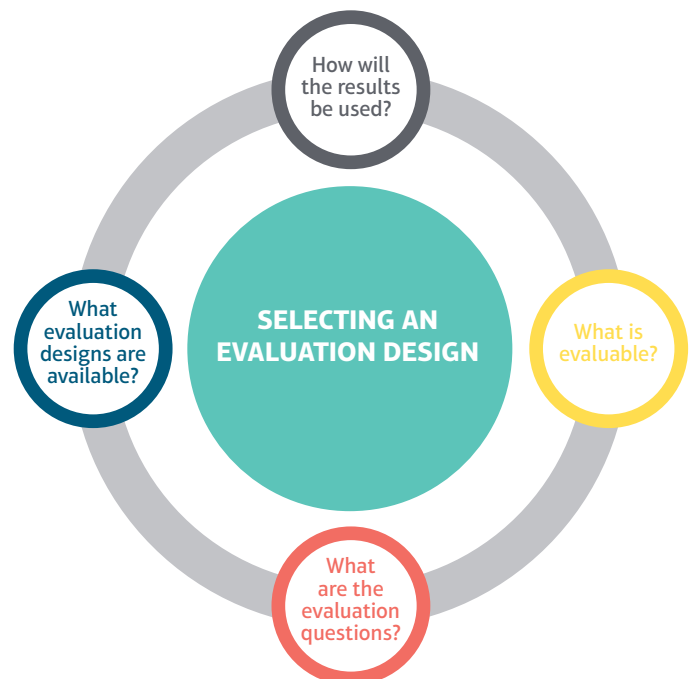 How will
the results
be used?
SELECTING AN
EVALUATION DESIGN
What is
evaluable?
What
are the
evaluation
questions?
What
evaluation
designs are
available?